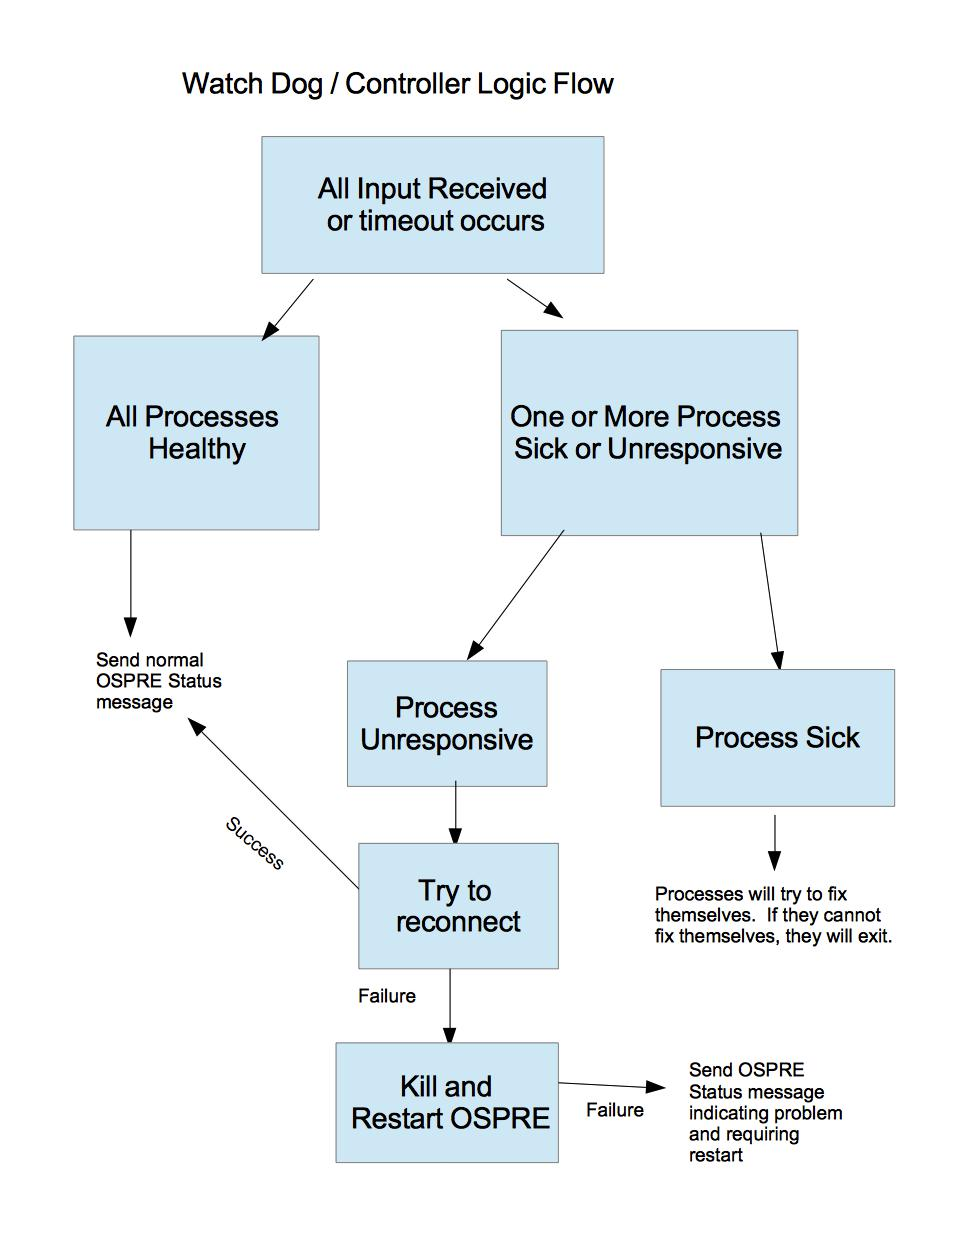 Watch Dog / Controller Logic Flow
All Input Received
or timeout occurs
All Processes
Healthy
One or More Process
Sick or Unresponsive
Send normal
OSPRE Status
message
Process
Unresponsive
Process Sick
Success
Try to
reconnect
Processes will try to fix
themselves.  If they cannot
fix themselves, they will exit.
Failure
Kill and
Restart OSPRE
Failure
Send OSPRE
Status message
indicating problem
and requiring
restart